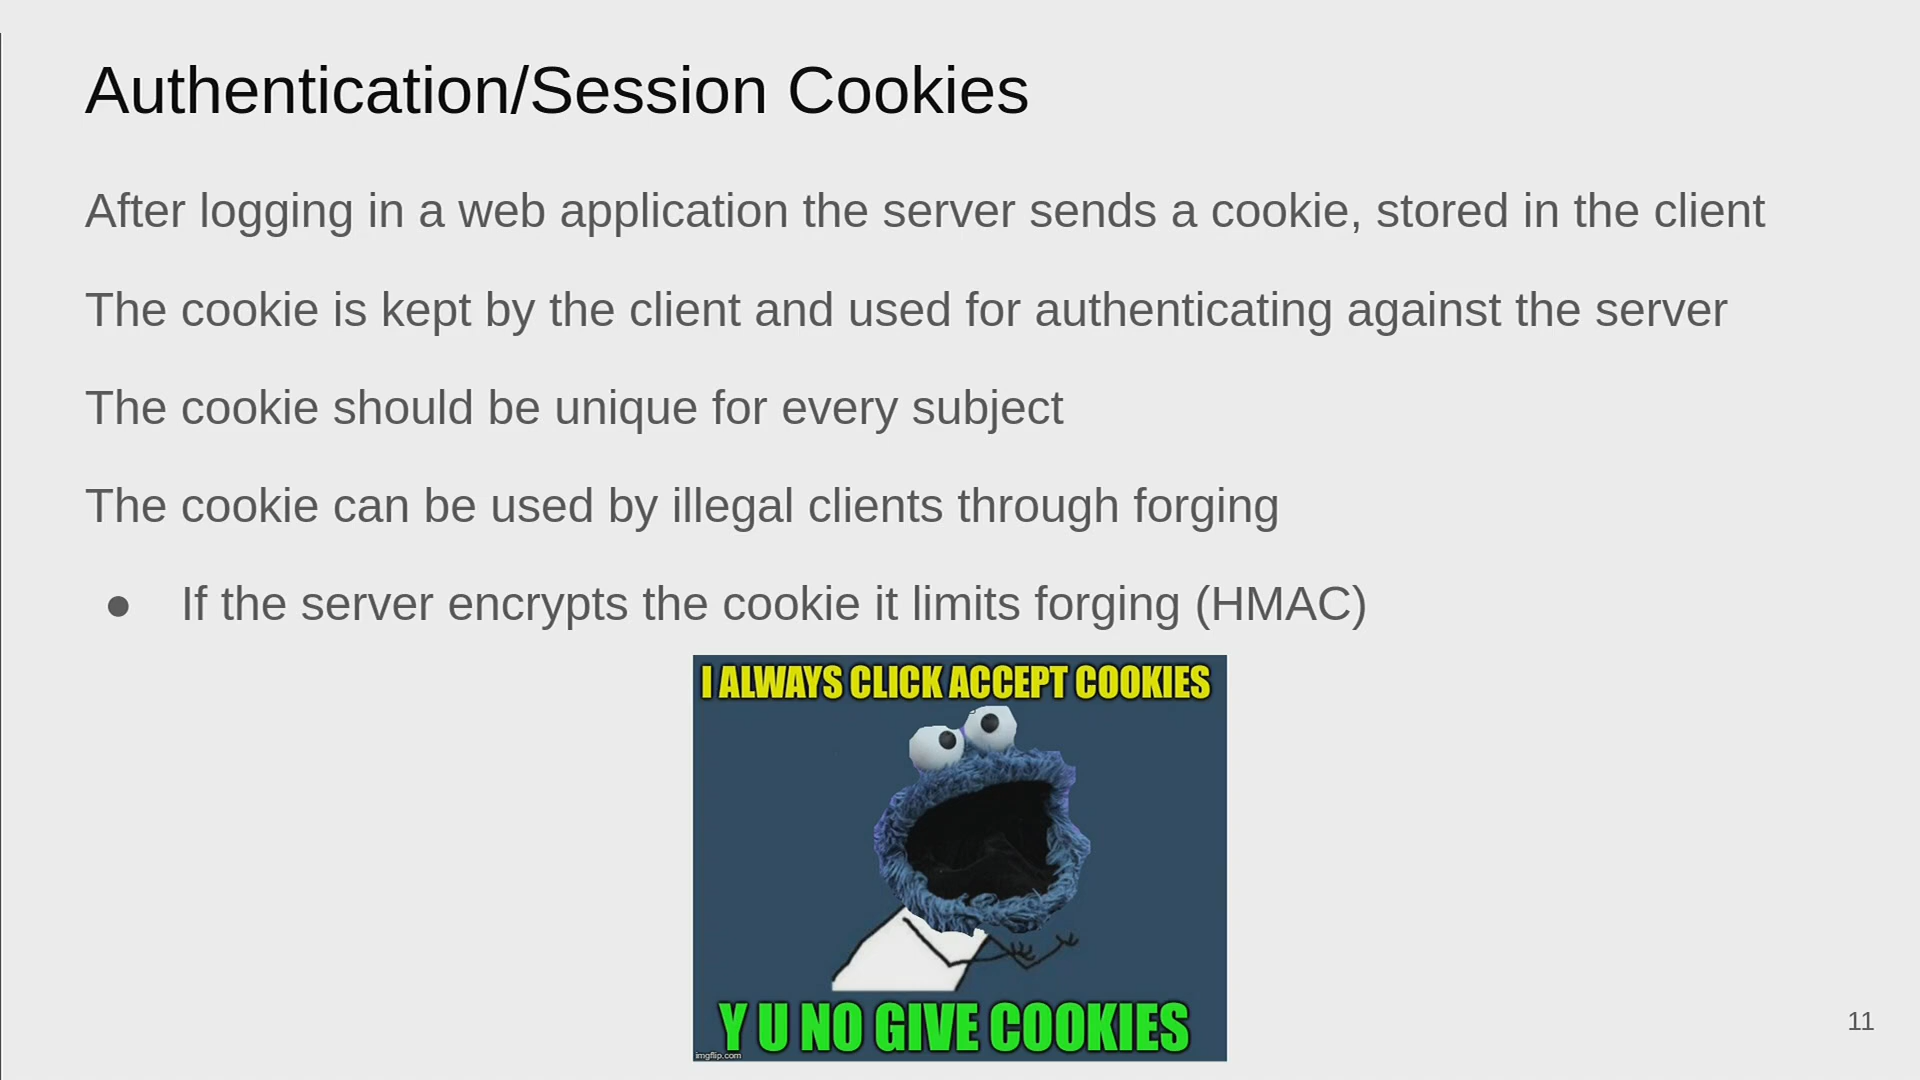 Authentication/Session Cookies
After logging in a web application the server sends a cookie, stored in the client
The cookie is kept by the client and used for authenticating against the server
The cookie should be unique for every subject
The cookie can be used by illegal clients through forging
● If the server encrypts the cookie it limits forging (HMAC)
I ALWAYS CLICK ACCEPT COOKIES
Y U NO GIVE COOKIES
imgflip.com
11